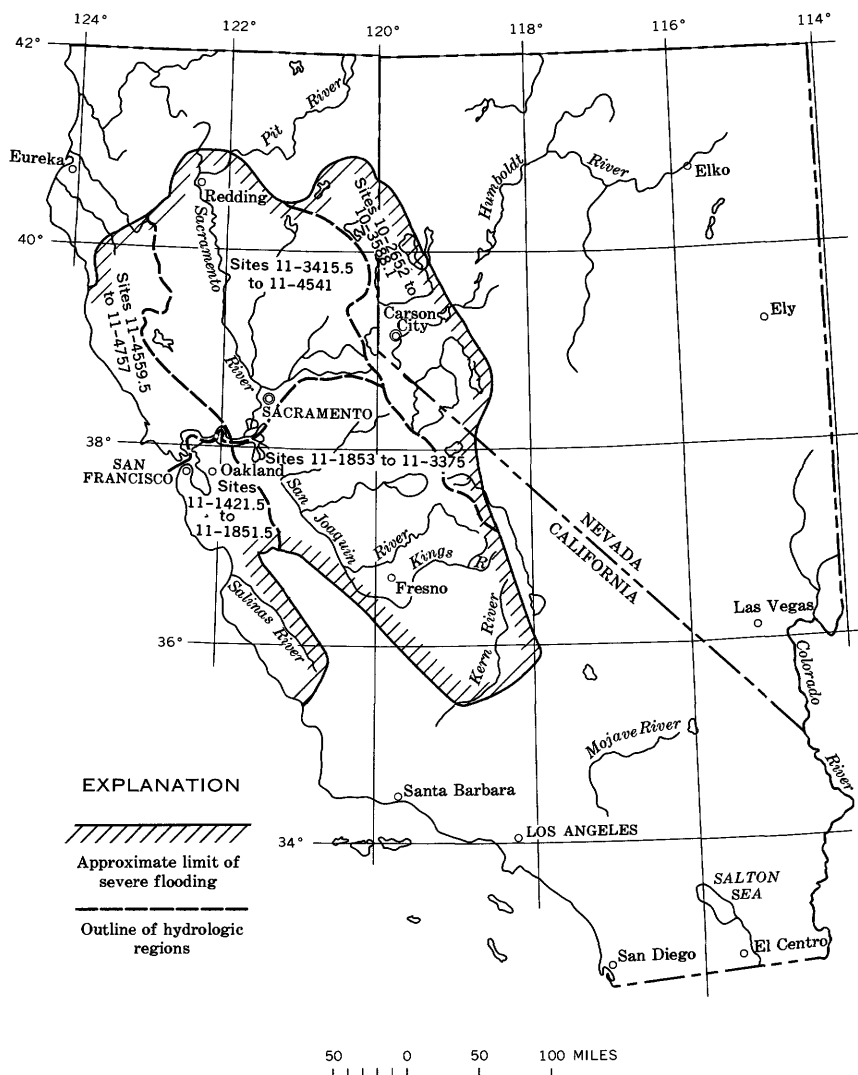 124°
122°
120°
118°
116°
114°
42°
Pit River
Eureka
Redding
Humboldt River
Elko
Sacramento River
Sites 10-2652 to
10-3588.1
40°
Sites 11-3415.5
to 11-4541
Sites 11-4559.5
to 11-4757
Carson
City
Ely
SACRAMENTO
38°
Sites 11-1853 to 11-3375
SAN
FRANCISCO
Oakland
Sites
11-1421.5
to
11-1851.5
San Joaquin River
Kings R
Fresno
NEVADA
CALIFORNIA
Las Vegas
Salinas River
36°
Kern River
Colorado River
Mojave River
EXPLANATION
Approximate limit of
severe flooding
Outline of hydrologic
regions
Santa Barbara
LOS ANGELES
34°
SALTON
SEA
San Diego
El Centro
50 0 50 100 MILES